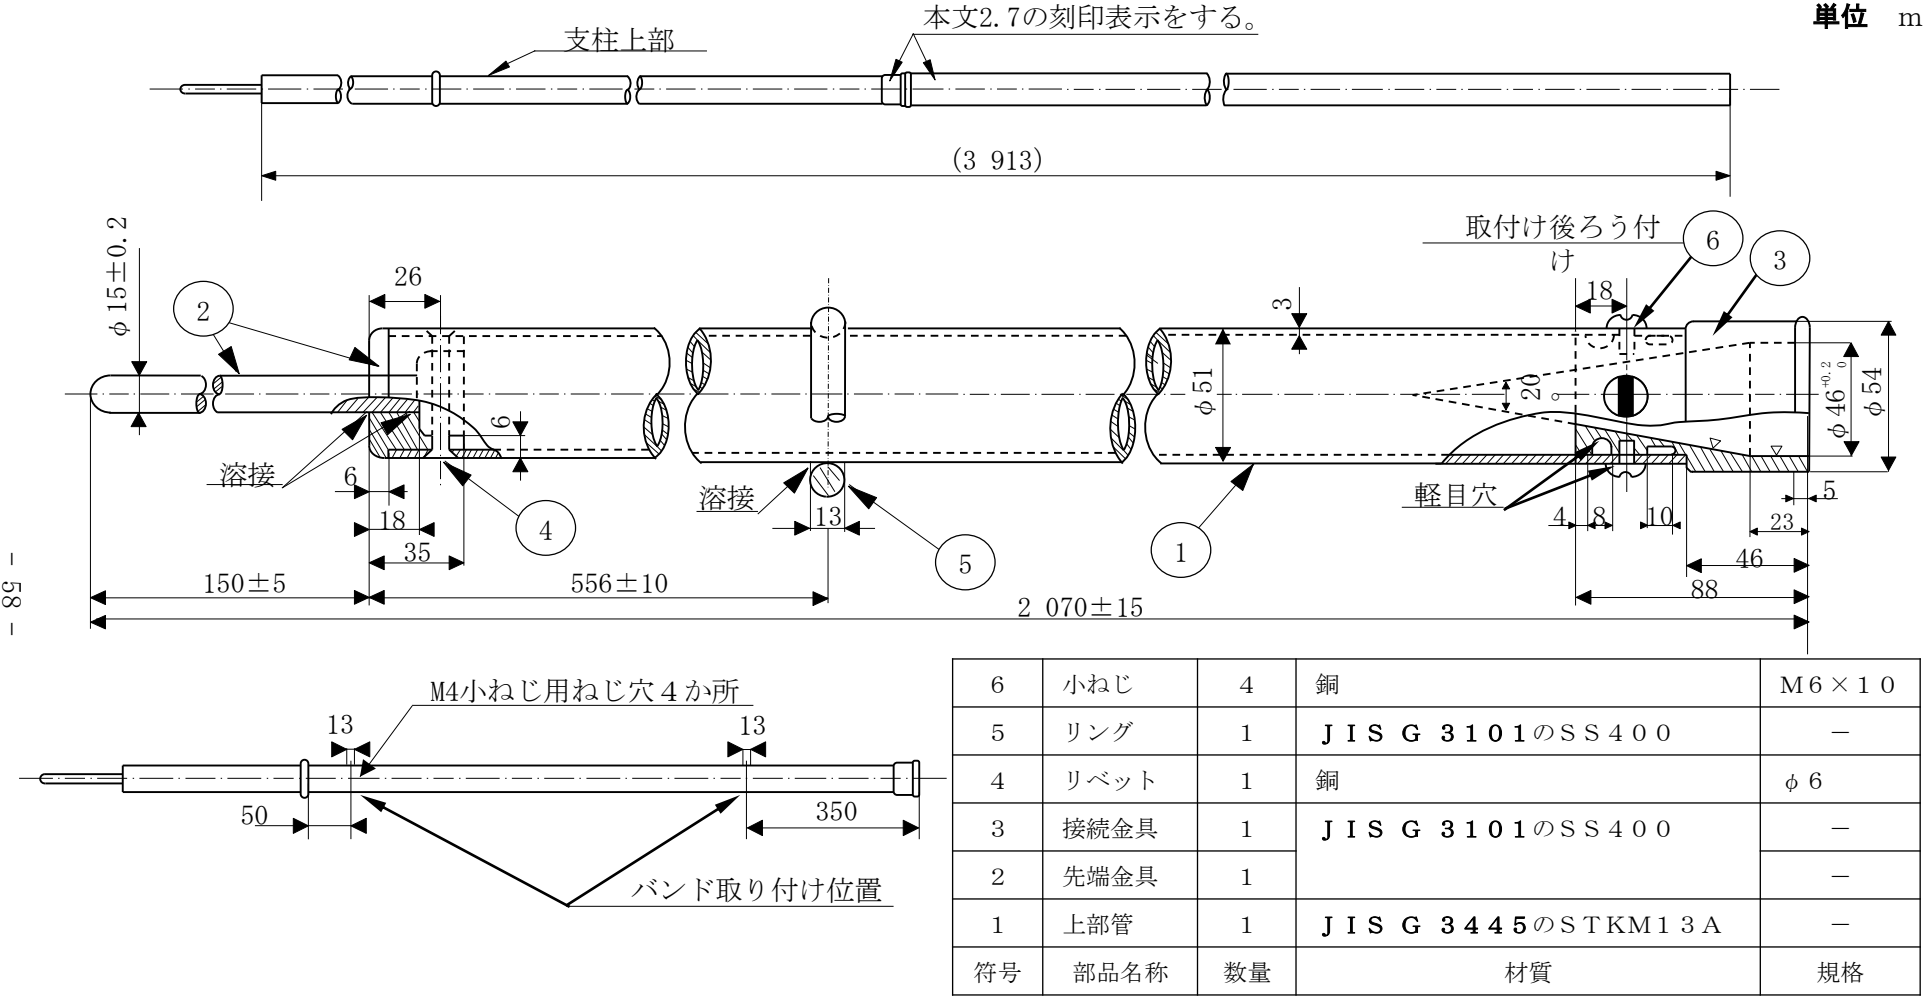 本文2.7の刻印表示をする。
単位 m
支柱上部
(3 913)
φ15±0.2
取付け後ろう付
け
6
3
2
26
18
3
φ51
20°
φ46 +0.2 0
φ54
6
溶接
6
18
35
4
溶接
13
5
1
軽目穴
4
8
10
5
23
46
88
150±5
556±10
2 070±15
- 58 -
M4小ねじ用ねじ穴4か所
13
13
50
350
バンド取り付け位置
6 小ねじ 4 銅 M6×10
5 リング 1 JIS G 3101のSS400 −
4 リベット 1 銅 φ6
3 接続金具 1 JIS G 3101のSS400 −
2 先端金具 1 −
1 上部管 1 JIS G 3445のSTKM13A −
符号 部品名称 数量 材質 規格